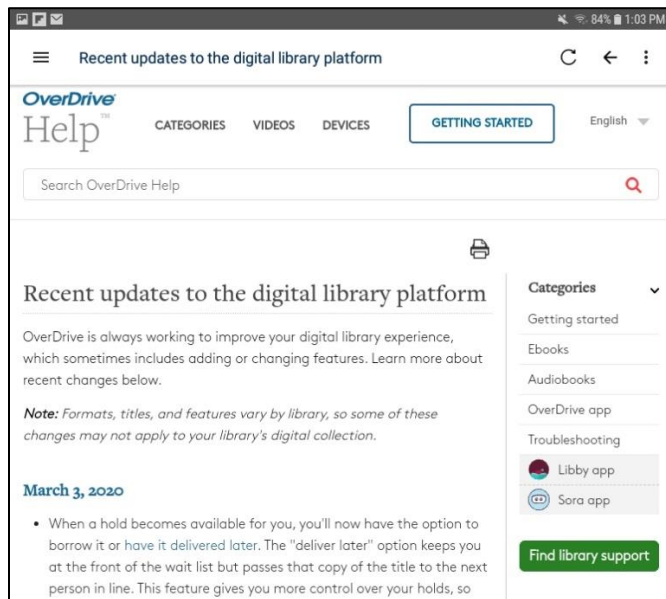 84% 1:03 PM
Recent updates to the digital library platform
OverDrive
Help™
CATEGORIES VIDEOS DEVICES GETTING STARTED English
Search OverDrive Help
Recent updates to the digital library platform
OverDrive is always working to improve your digital library experience,
which sometimes includes adding or changing features. Learn more about
recent changes below.
Note: Formats, titles, and features vary by library, so some of these
changes may not apply to your library's digital collection.
March 3, 2020
• When a hold becomes available for you, you'll now have the option to
borrow it or have it delivered later. The "deliver later" option keeps you
at the front of the wait list but passes that copy of the title to the next
person in line. This feature gives you more control over your holds, so
Categories
Getting started
Ebooks
Audiobooks
OverDrive app
Troubleshooting
Libby app
Sora app
Find library support